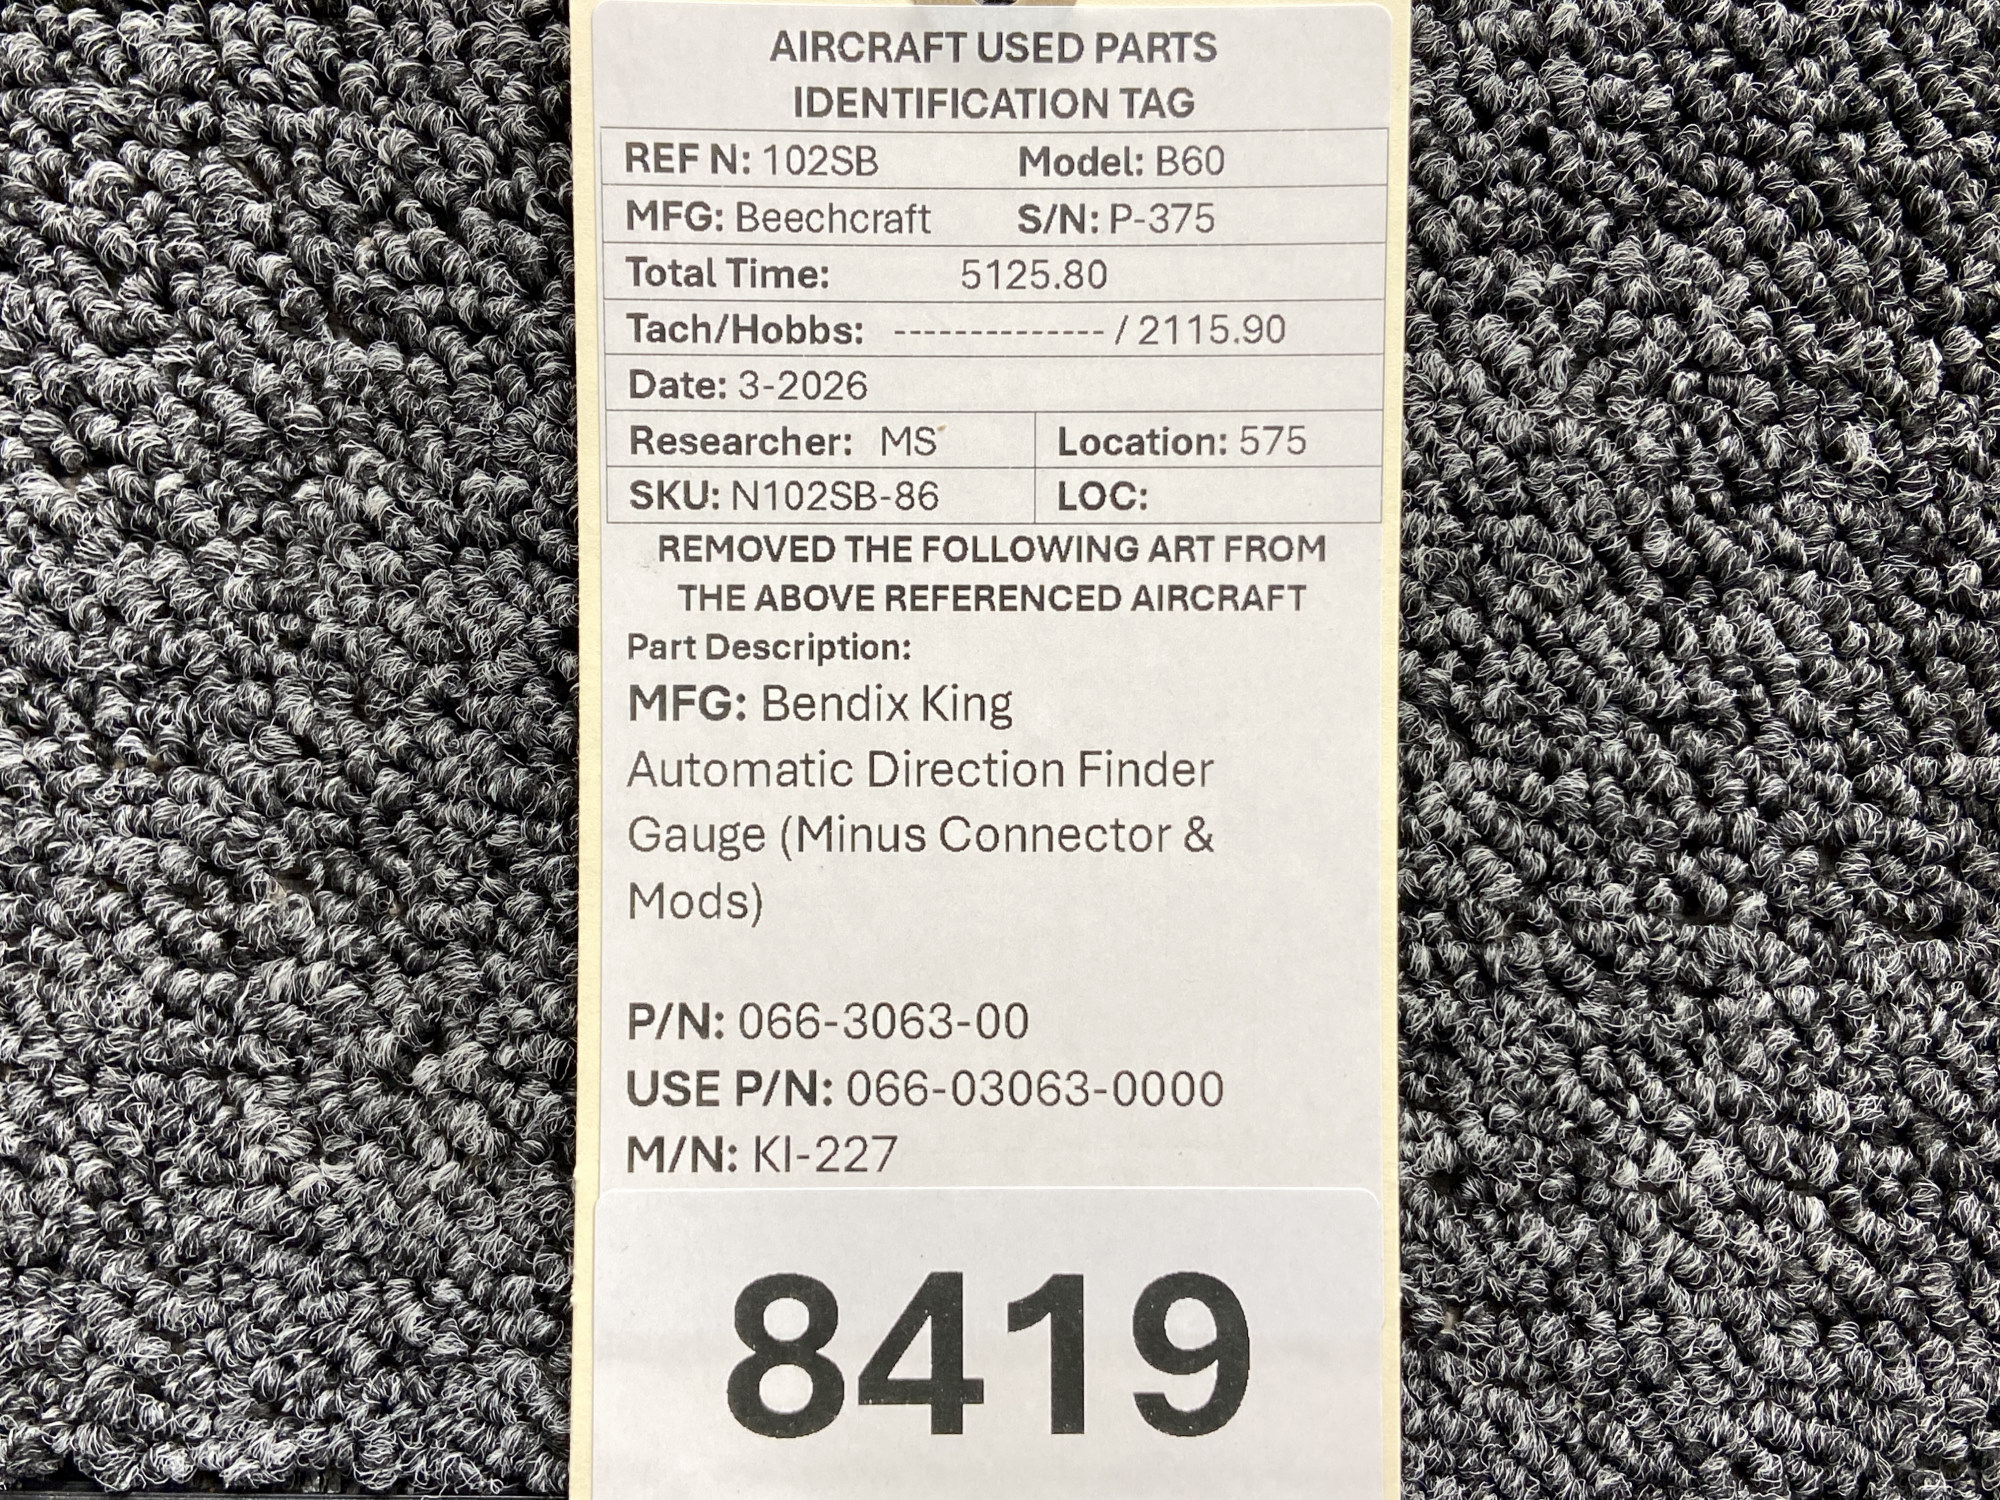 AIRCRAFT USED PARTS
IDENTIFICATION TAG
REF N: 102SB Model: B60
MFG: Beechcraft S/N: P-375
Total Time: 5125.80
Tach/Hobbs: -------------- / 2115.90
Date: 3-2026
Researcher: MS Location: 575
SKU: N102SB-86 LOC:
REMOVED THE FOLLOWING ART FROM
THE ABOVE REFERENCED AIRCRAFT
Part Description:
MFG: Bendix King
Automatic Direction Finder
Gauge (Minus Connector &
Mods)
P/N: 066-3063-00
USE P/N: 066-03063-0000
M/N: KI-227
8419